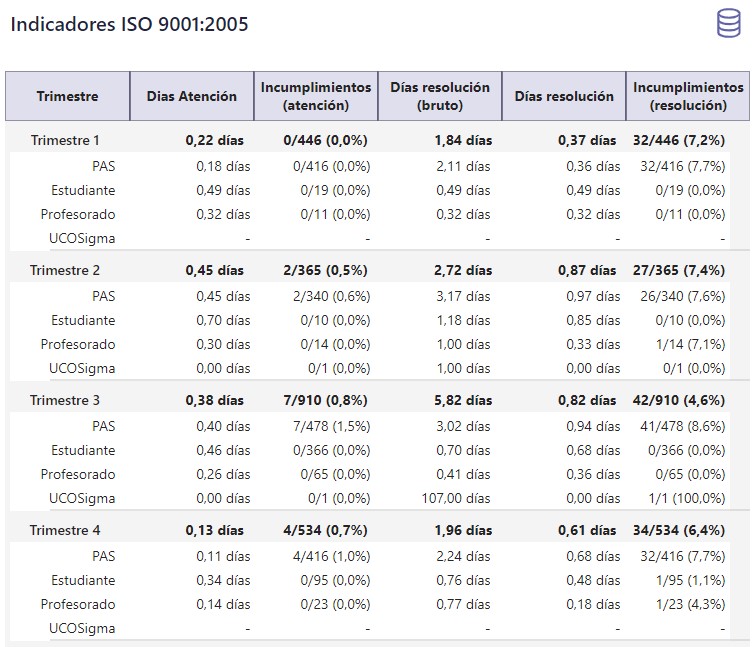 Indicadores ISO 9001:2005
Trimestre Dias Atención Incumplimientos (atención) Días resolución (bruto) Días resolución Incumplimientos (resolución)
Trimestre 1 0,22 días 0/446 (0,0%) 1,84 días 0,37 días 32/446 (7,2%)
PAS 0,18 días 0/416 (0,0%) 2,11 días 0,36 días 32/416 (7,7%)
Estudiante 0,49 días 0/19 (0,0%) 0,49 días 0,49 días 0/19 (0,0%)
Profesorado 0,32 días 0/11 (0,0%) 0,32 días 0,32 días 0/11 (0,0%)
UCOSigma - - - - -
Trimestre 2 0,45 días 2/365 (0,5%) 2,72 días 0,87 días 27/365 (7,4%)
PAS 0,45 días 2/340 (0,6%) 3,17 días 0,97 días 26/340 (7,6%)
Estudiante 0,70 días 0/10 (0,0%) 1,18 días 0,85 días 0/10 (0,0%)
Profesorado 0,30 días 0/14 (0,0%) 1,00 días 0,33 días 1/14 (7,1%)
UCOSigma 0,00 días 0/1 (0,0%) 1,00 días 0,00 días 0/1 (0,0%)
Trimestre 3 0,38 días 7/910 (0,8%) 5,82 días 0,82 días 42/910 (4,6%)
PAS 0,40 días 7/478 (1,5%) 3,02 días 0,94 días 41/478 (8,6%)
Estudiante 0,46 días 0/366 (0,0%) 0,70 días 0,68 días 0/366 (0,0%)
Profesorado 0,26 días 0/65 (0,0%) 0,41 días 0,36 días 0/65 (0,0%)
UCOSigma 0,00 días 0/1 (0,0%) 107,00 días 0,00 días 1/1 (100,0%)
Trimestre 4 0,13 días 4/534 (0,7%) 1,96 días 0,61 días 34/534 (6,4%)
PAS 0,11 días 4/416 (1,0%) 2,24 días 0,68 días 32/416 (7,7%)
Estudiante 0,34 días 0/95 (0,0%) 0,76 días 0,48 días 1/95 (1,1%)
Profesorado 0,14 días 0/23 (0,0%) 0,77 días 0,18 días 1/23 (4,3%)
UCOSigma - - - - -